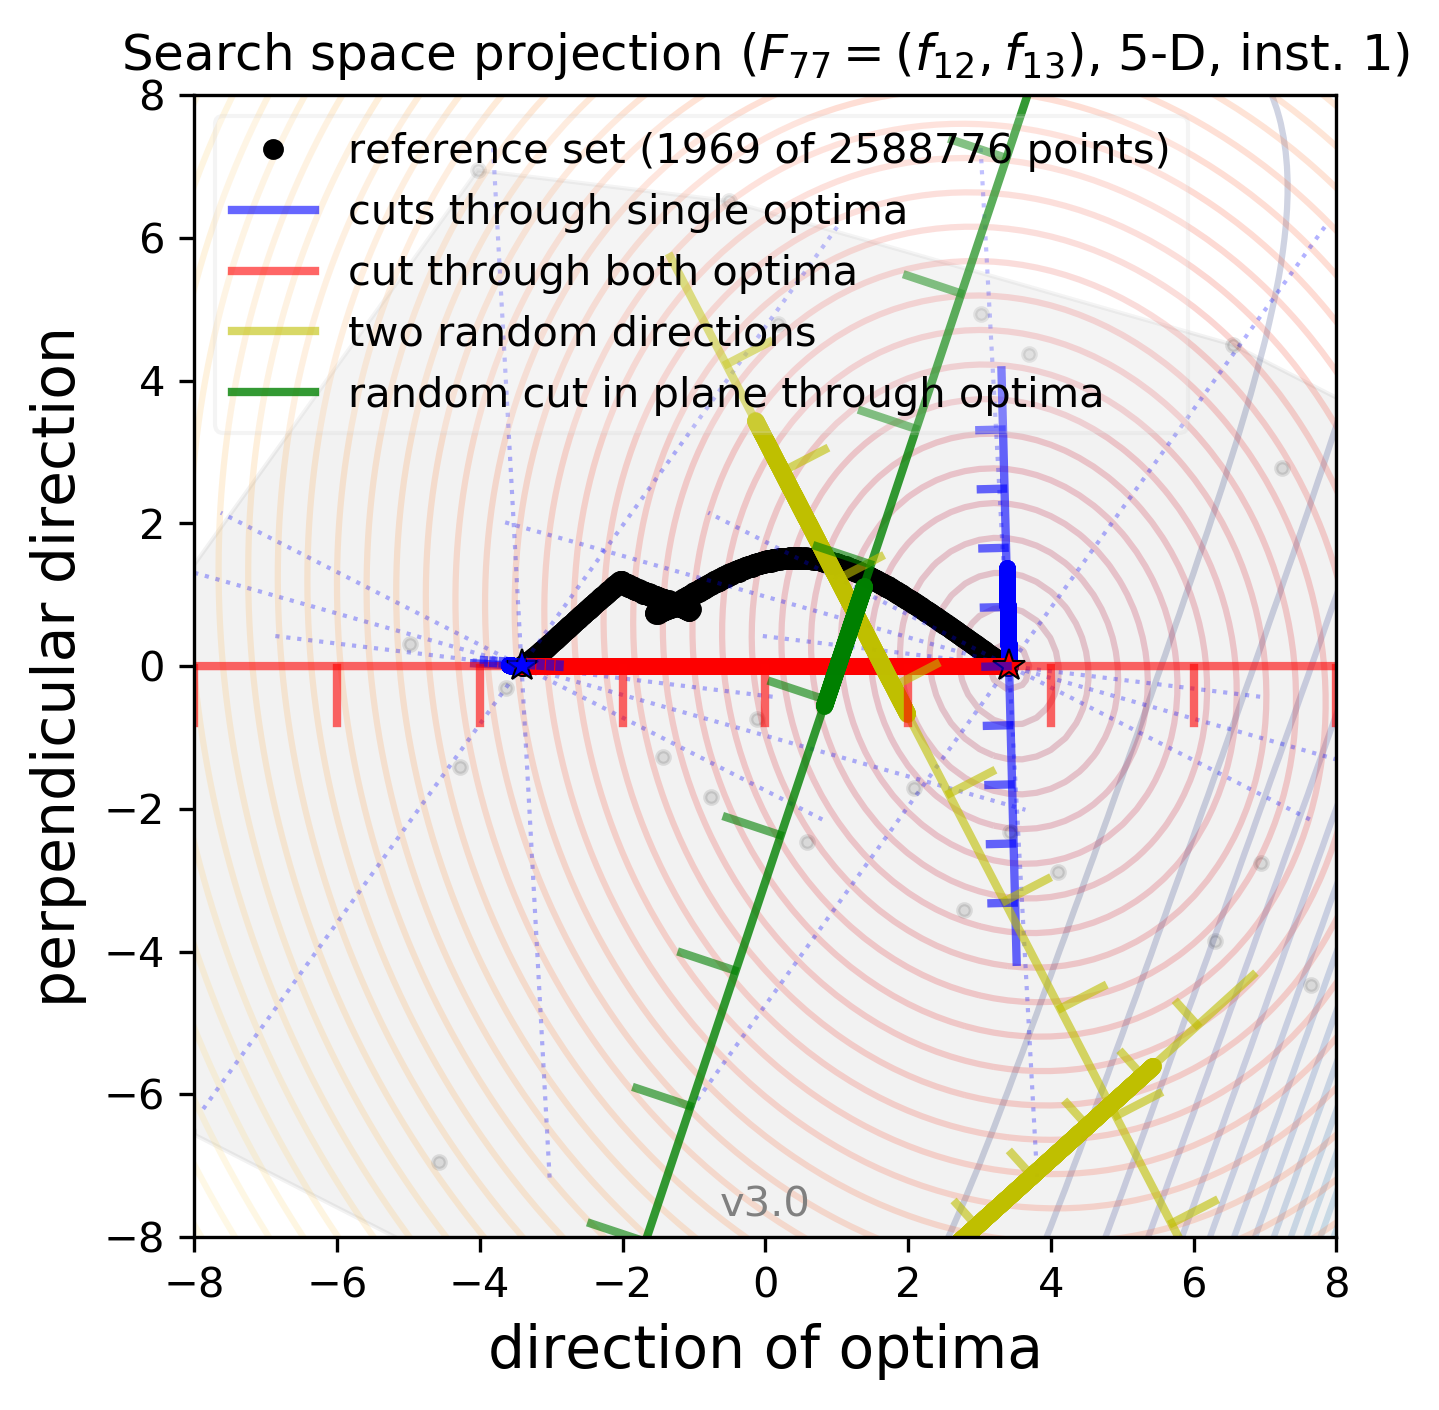 Search space projection (F₇₇ = (f₁₂, f₁₃), 5-D, inst. 1)
reference set (1969 of 2588776 points)
cuts through single optima
cut through both optima
two random directions
random cut in plane through optima
8
6
4
2
0
−2
−4
−6
−8
perpendicular direction
v3.0
−8 −6 −4 −2 0 2 4 6 8
direction of optima